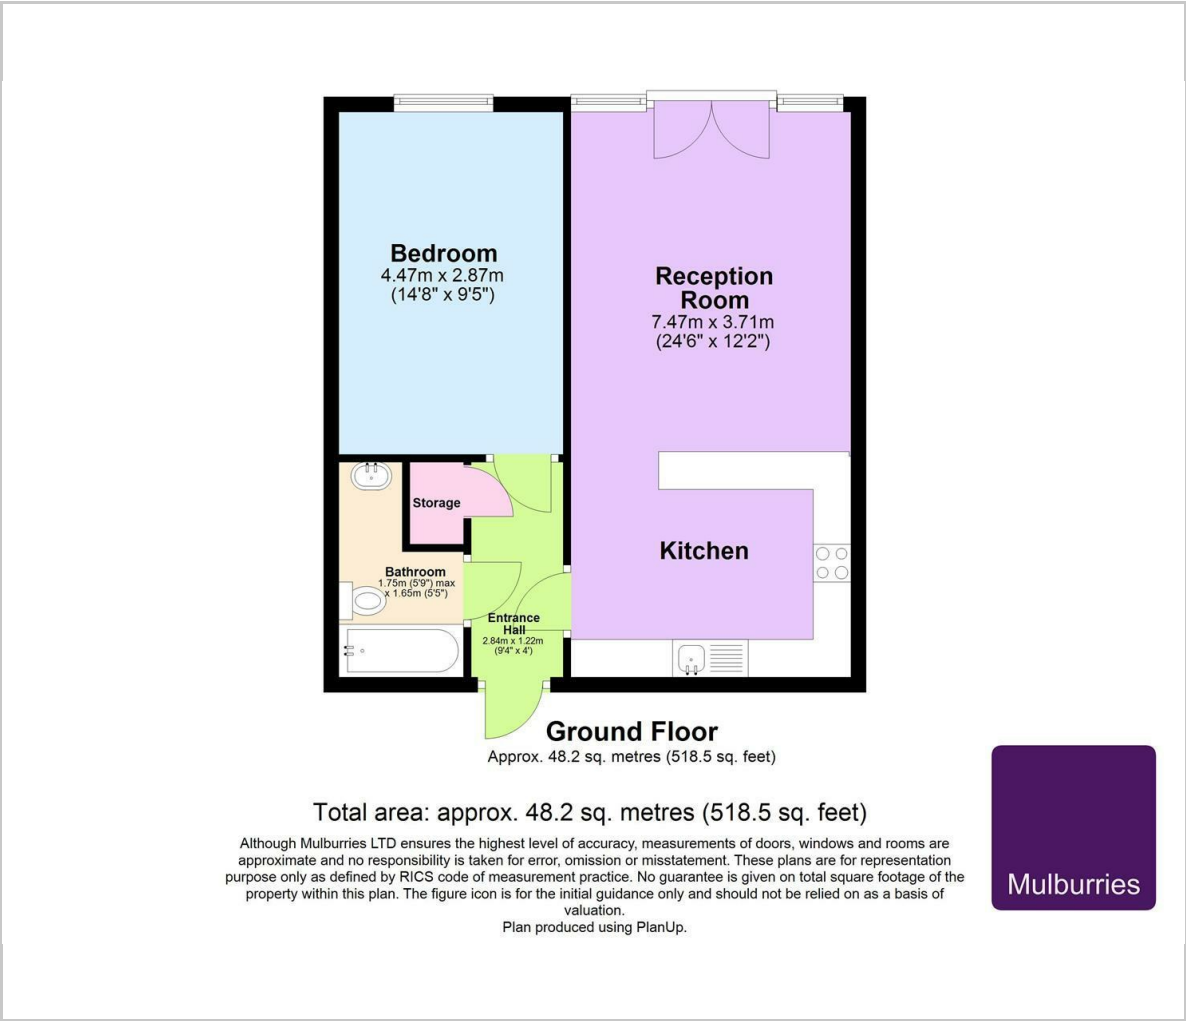 Bedroom
4.47m x 2.87m
(14'8" x 9'5")
Reception
Room
7.47m x 3.71m
(24'6" x 12'2")
Storage
Kitchen
Bathroom
1.75m (5'9") max
x 1.65m (5'5")
Entrance
Hall
2.84m x 1.22m
(9'4" x 4')
Ground Floor
Approx. 48.2 sq. metres (518.5 sq. feet)
Total area: approx. 48.2 sq. metres (518.5 sq. feet)
Although Mulburries LTD ensures the highest level of accuracy, measurements of doors, windows and rooms are
approximate and no responsibility is taken for error, omission or misstatement. These plans are for representation
purpose only as defined by RICS code of measurement practice. No guarantee is given on total square footage of the
property within this plan. The figure icon is for the initial guidance only and should not be relied on as a basis of
valuation.
Plan produced using PlanUp.
Mulburries